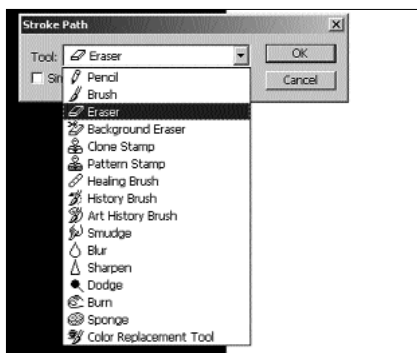 Stroke Path
Tool: Eraser
OK
Cancel
Pencil
Brush
Eraser
Background Eraser
Clone Stamp
Pattern Stamp
Healing Brush
History Brush
Art History Brush
Smudge
Blur
Sharpen
Dodge
Burn
Sponge
Color Replacement Tool